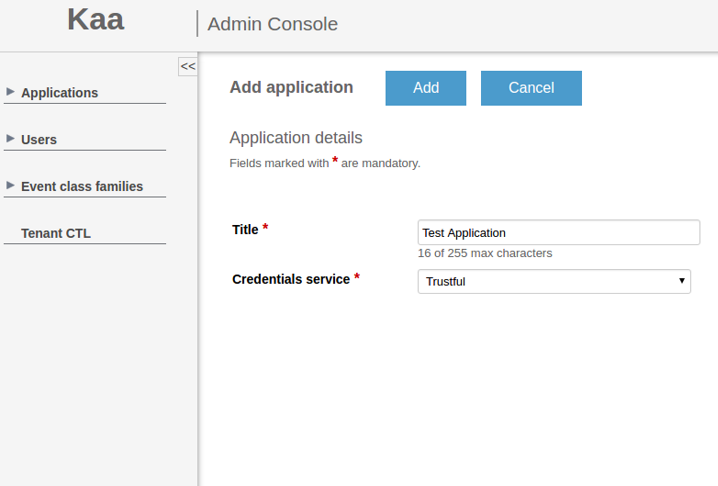 Kaa
Admin Console
<<
Applications
Users
Event class families
Tenant CTL
Add application
Add
Cancel
Application details
Fields marked with * are mandatory.
Title *
Test Application
16 of 255 max characters
Credentials service *
Trustful